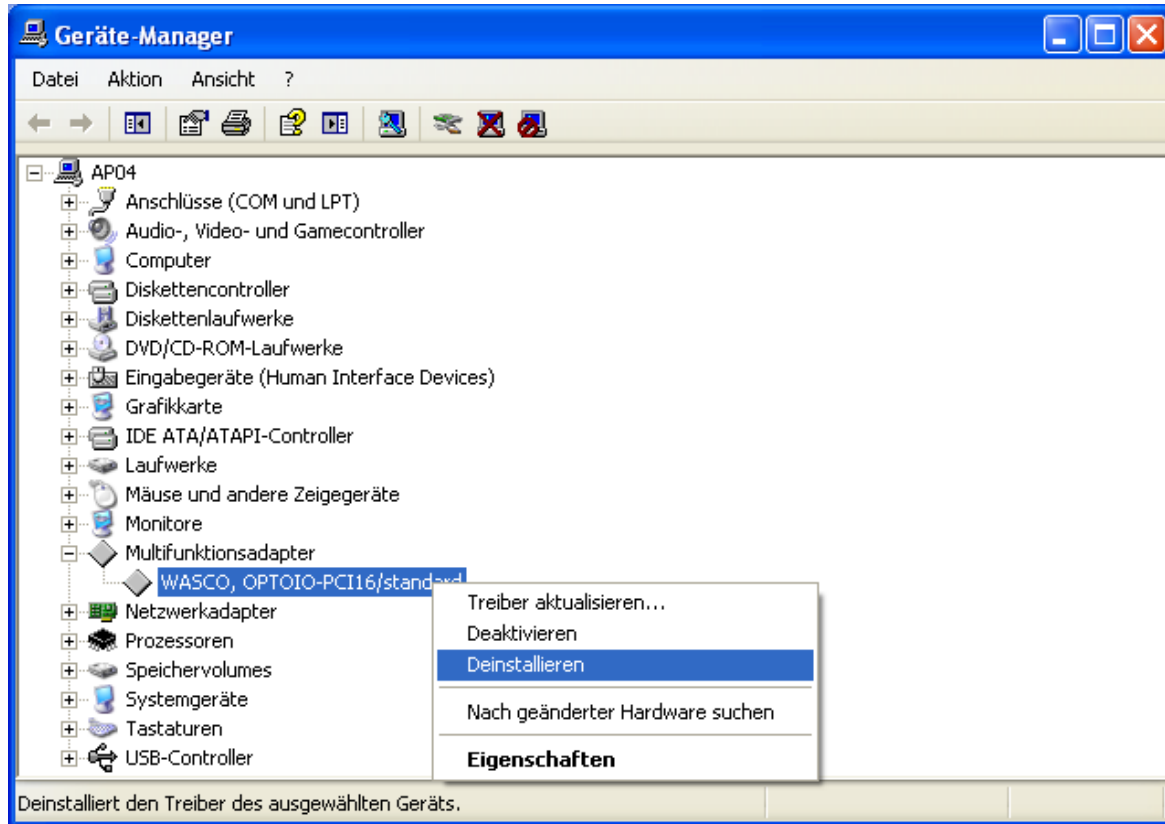 Geräte-Manager
Datei Aktion Ansicht ?
AP04
Anschlüsse (COM und LPT)
Audio-, Video- und Gamecontroller
Computer
Diskettencontroller
Diskettenlaufwerke
DVD/CD-ROM-Laufwerke
Eingabegeräte (Human Interface Devices)
Grafikkarte
IDE ATA/ATAPI-Controller
Laufwerke
Mäuse und andere Zeigegeräte
Monitore
Multifunktionsadapter
WASCO, OPTOIO-PCI16/standard
Netzwerkadapter
Prozessoren
Speichervolumes
Systemgeräte
Tastaturen
USB-Controller
Treiber aktualisieren...
Deaktivieren
Deinstallieren
Nach geänderter Hardware suchen
Eigenschaften
Deinstalliert den Treiber des ausgewählten Geräts.